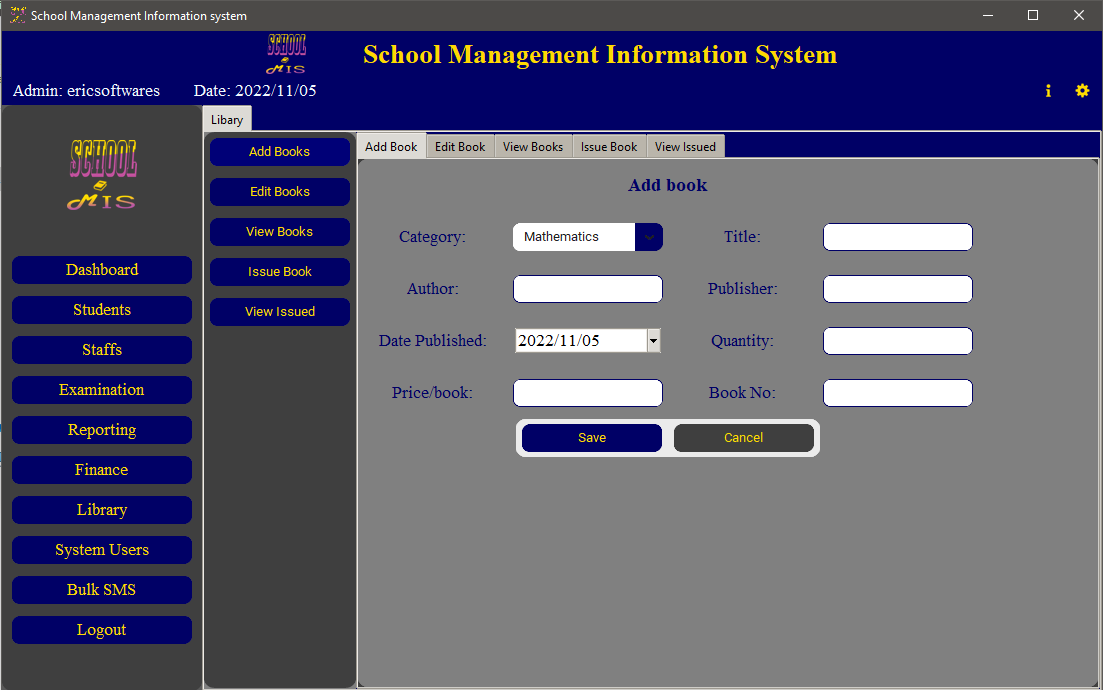 School Management Information system
SCHOOL
MIS
School Management Information System
Admin: ericsoftwares
Date: 2022/11/05
i
SCHOOL
MIS
Dashboard
Students
Staffs
Examination
Reporting
Finance
Library
System Users
Bulk SMS
Logout
Libary
Add Books
Edit Books
View Books
Issue Book
View Issued
Add Book Edit Book View Books Issue Book View Issued
Add book
Category: Mathematics Title:
Author: Publisher:
Date Published: 2022/11/05 Quantity:
Price/book: Book No:
Save Cancel